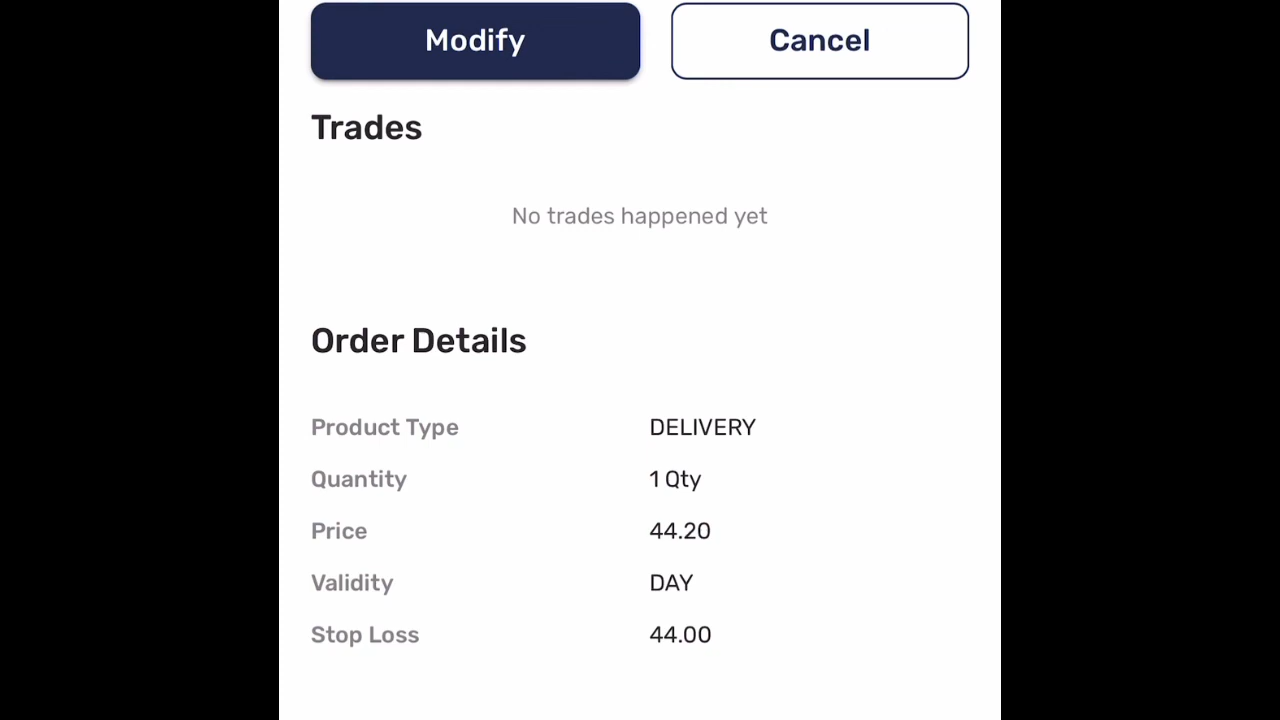 Modify Cancel
Trades
No trades happened yet
Order Details
Product Type DELIVERY
Quantity 1 Qty
Price 44.20
Validity DAY
Stop Loss 44.00